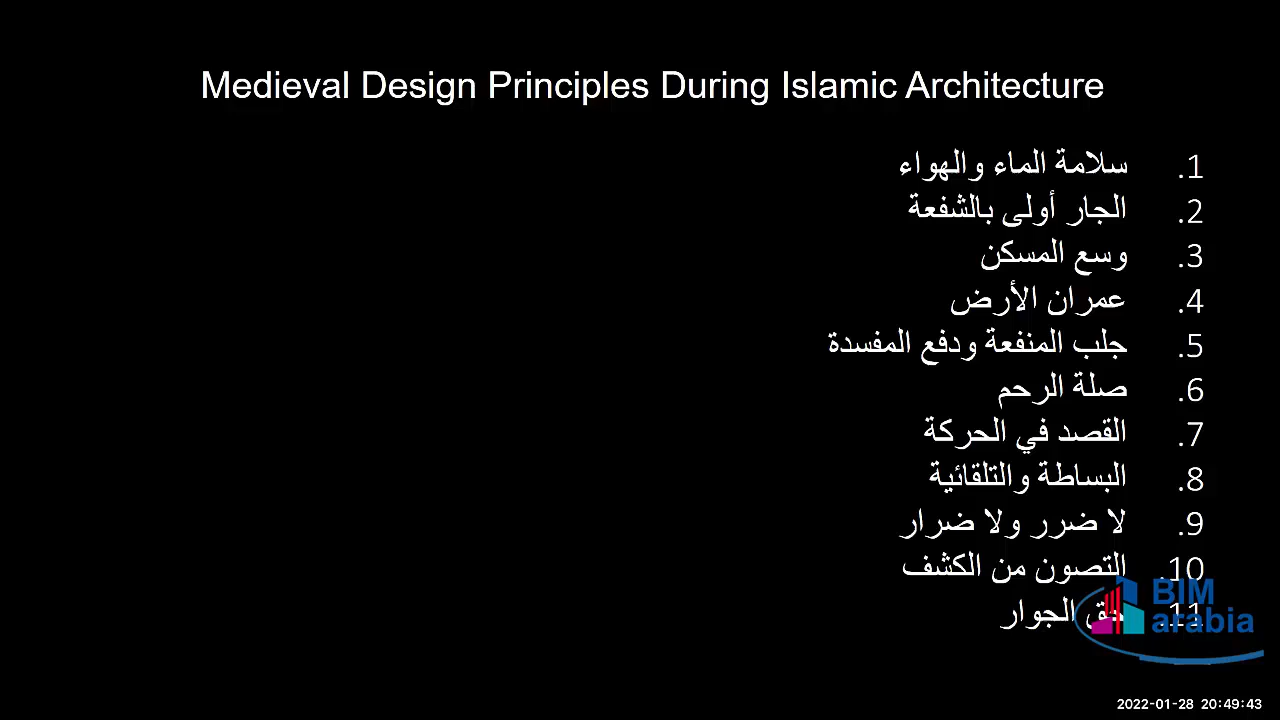 Medieval Design Principles During Islamic Architecture
1. سلامة الماء والهواء
2. الجار أولى بالشفعة
3. وسع المسكن
4. عمران الأرض
5. جلب المنفعة ودفع المفسدة
6. صلة الرحم
7. القصد في الحركة
8. البساطة والتلقائية
9. لا ضرر ولا ضرار
10. التصون من الكشف
11. حق الجوار
BIM
arabia
2022-01-28 20:49:43